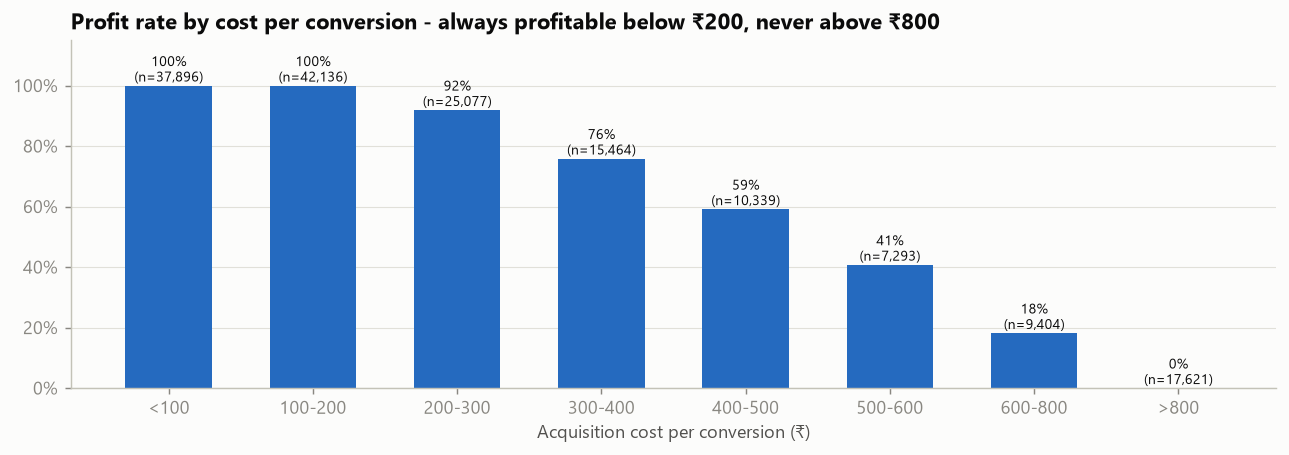 Profit rate by cost per conversion - always profitable below ₹200, never above ₹800
100%
(n=37,896)
100%
(n=42,136)
92%
(n=25,077)
76%
(n=15,464)
59%
(n=10,339)
41%
(n=7,293)
18%
(n=9,404)
0%
(n=17,621)
100%
80%
60%
40%
20%
0%
<100 100-200 200-300 300-400 400-500 500-600 600-800 >800
Acquisition cost per conversion (₹)